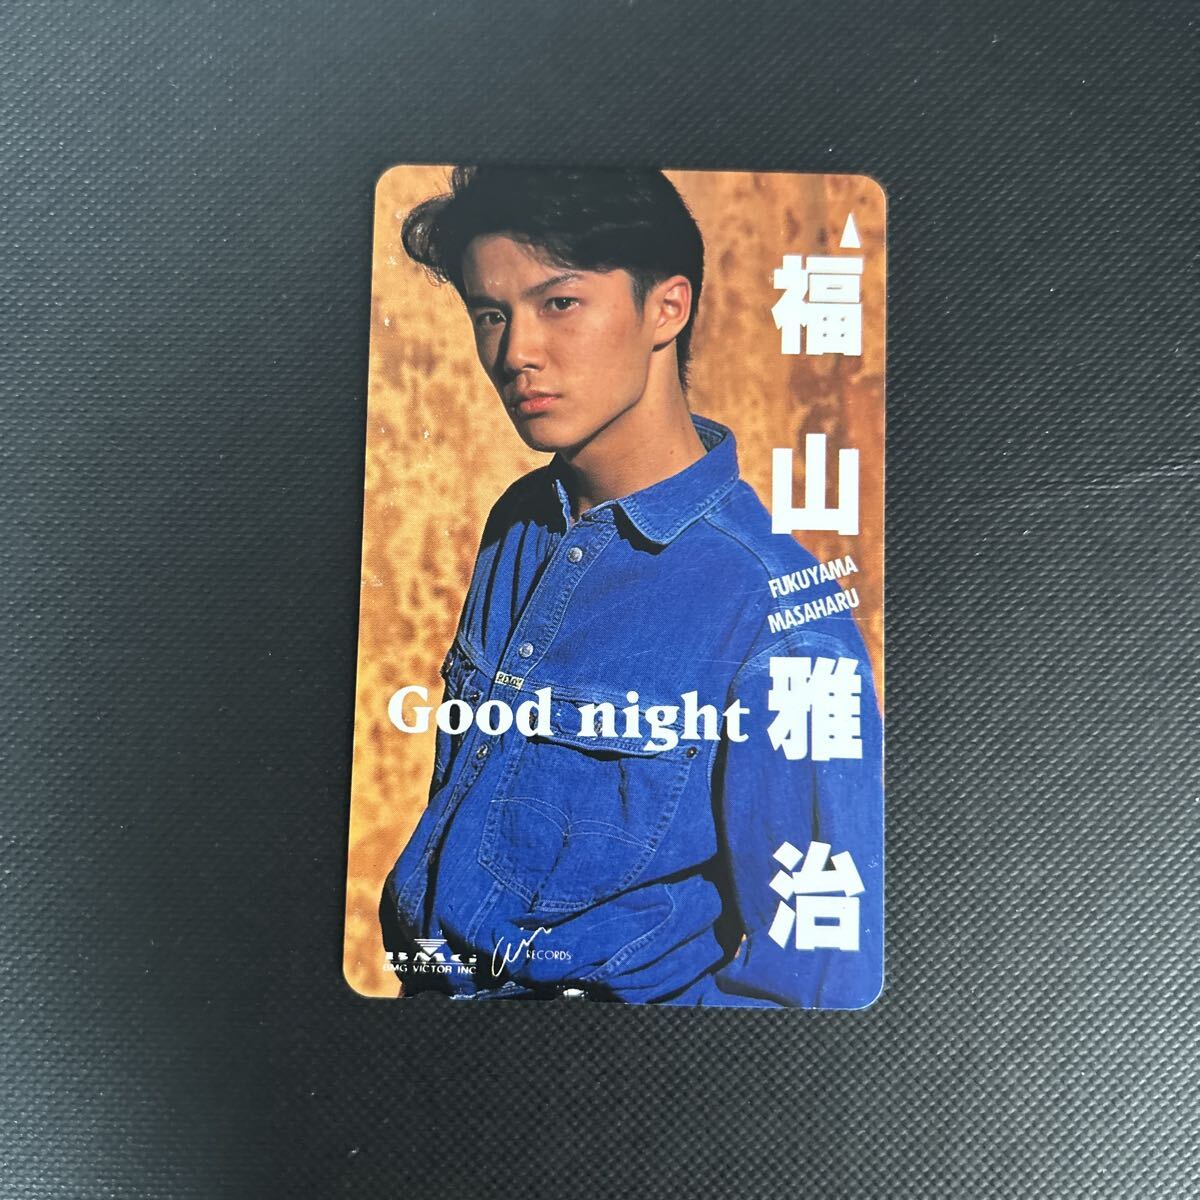 福山雅治
FUKUYAMA
MASAHARU
Good night
BMG
BMG VICTOR INC
RECORDS